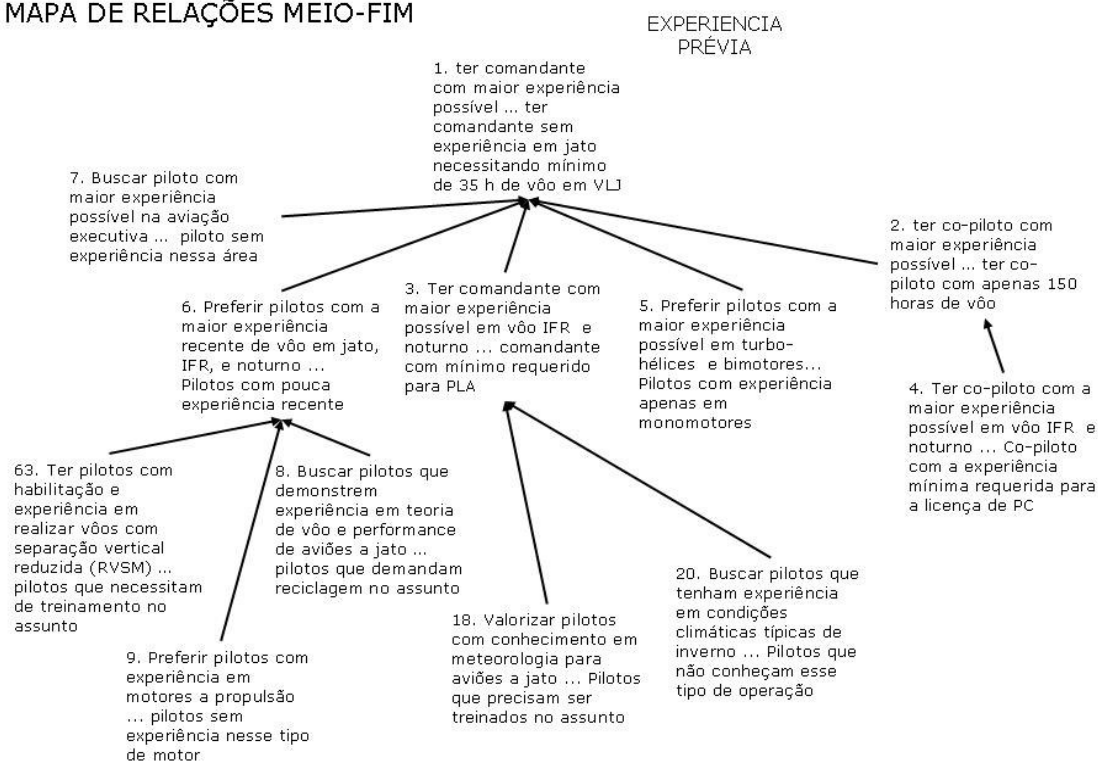 MAPA DE RELAÇÕES MEIO-FIM
EXPERIENCIA
PRÉVIA
1. ter comandante
com maior experiência
possível ... ter
comandante sem
experiência em jato
necessitando mínimo
de 35 h de vôo em VLJ
7. Buscar piloto com
maior experiência
possível na aviação
executiva ... piloto sem
experiência nessa área
2. ter co-piloto com
maior experiência
possível ... ter co-
piloto com apenas 150
horas de vôo
6. Preferir pilotos com a
maior experiência
recente de vôo em jato,
IFR, e noturno ...
Pilotos com pouca
experiência recente
3. Ter comandante com
maior experiência
possível em vôo IFR e
noturno ... comandante
com mínimo requerido
para PLA
5. Preferir pilotos com a
maior experiência
possível em turbo-
hélices e bimotores...
Pilotos com experiência
apenas em
monomotores
4. Ter co-piloto com a
maior experiência
possível em vôo IFR e
noturno ... Co-piloto
com a experiência
mínima requerida para
a licença de PC
63. Ter pilotos com
habilitação e
experiência em
realizar vôos com
separação vertical
reduzida (RVSM) ...
pilotos que necessitam
de treinamento no
assunto
8. Buscar pilotos que
demonstrem
experiência em teoria
de vôo e performance
de aviões a jato ...
pilotos que demandam
reciclagem no assunto
9. Preferir pilotos com
experiência em
motores a propulsão
... pilotos sem
experiência nesse tipo
de motor
18. Valorizar pilotos
com conhecimento em
meteorologia para
aviões a jato ... Pilotos
que precisam ser
treinados no assunto
20. Buscar pilotos que
tenham experiência
em condições
climáticas típicas de
inverno ... Pilotos que
não conheçam esse
tipo de operação